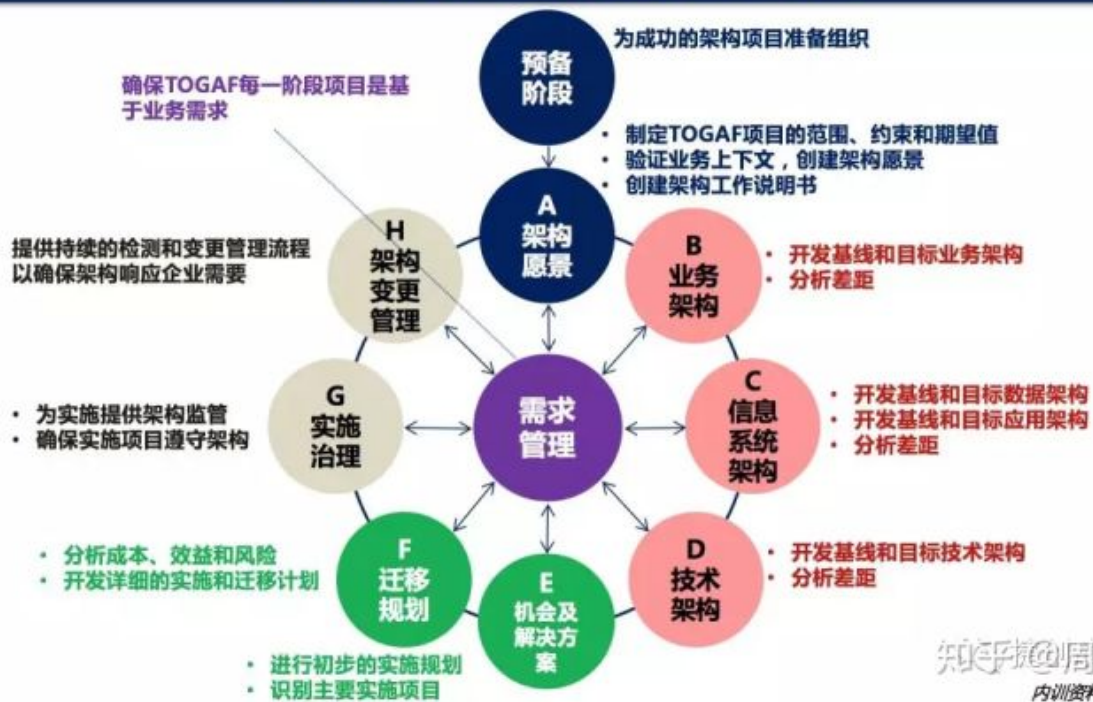 预备
阶段
为成功的架构项目准备组织
确保TOGAF每一阶段项目是基
于业务需求
• 制定TOGAF项目的范围、约束和期望值
• 验证业务上下文，创建架构愿景
• 创建架构工作说明书
A
架构
愿景
H
架构
变更
管理
提供持续的检测和变更管理流程
以确保架构响应企业需要
B
业务
架构
• 开发基线和目标业务架构
• 分析差距
G
实施
治理
• 为实施提供架构监管
• 确保实施项目遵守架构
需求
管理
C
信息
系统
架构
• 开发基线和目标数据架构
• 开发基线和目标应用架构
• 分析差距
F
迁移
规划
• 分析成本、效益和风险
• 开发详细的实施和迁移计划
E
机会及
解决方
案
• 进行初步的实施规划
• 识别主要实施项目
D
技术
架构
• 开发基线和目标技术架构
• 分析差距
知乎 @周
内训资料